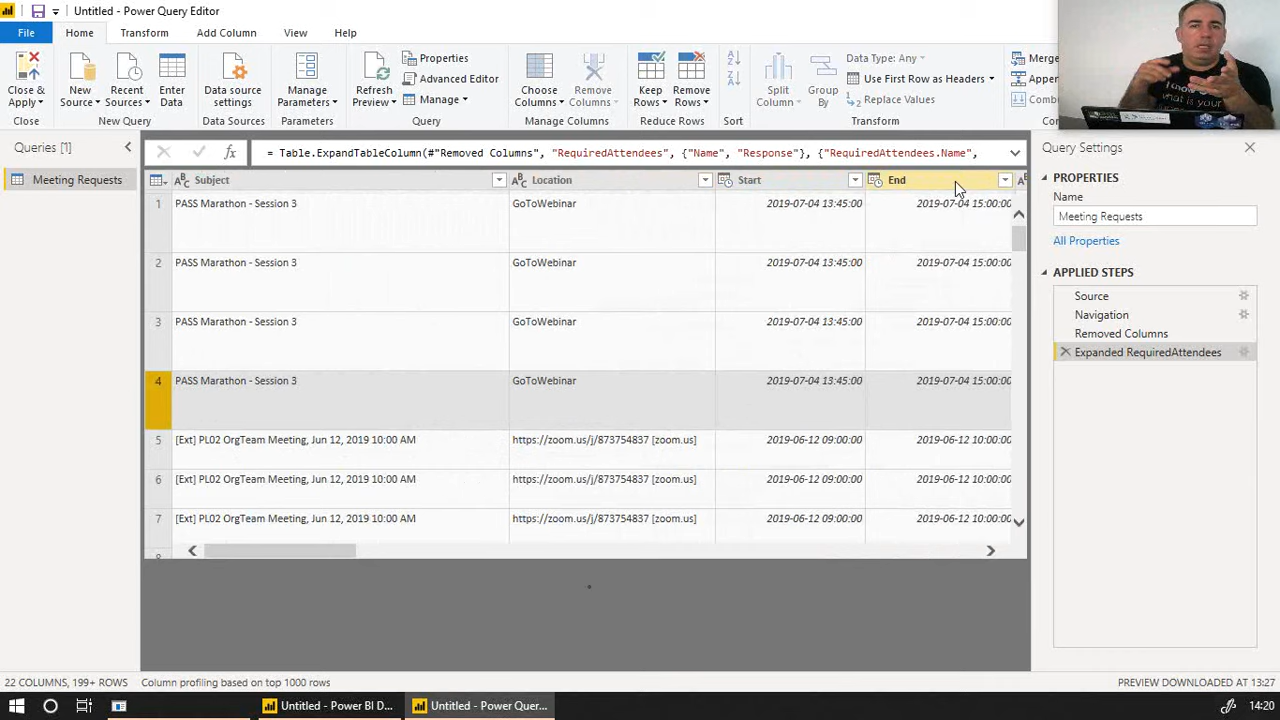 Untitled - Power Query Editor
File Home Transform Add Column View Help
Close & Apply
New Source
Recent Sources
Enter Data
Data source settings
Manage Parameters
Refresh Preview
Properties
Advanced Editor
Manage
Choose Columns
Remove Columns
Keep Rows
Remove Rows
Split Column
Group By
Data Type: Any
Use First Row as Headers
Replace Values
Merge
Appen
Comb
Close New Query Data Sources Parameters Query Manage Columns Reduce Rows Sort Transform Co
Queries [1]
Meeting Requests
= Table.ExpandTableColumn(#"Removed Columns", "RequiredAttendees", {"Name", "Response"}, {"RequiredAttendees.Name",
Subject Location Start End
1 PASS Marathon - Session 3 GoToWebinar 2019-07-04 13:45:00 2019-07-04 15:00:00
2 PASS Marathon - Session 3 GoToWebinar 2019-07-04 13:45:00 2019-07-04 15:00:00
3 PASS Marathon - Session 3 GoToWebinar 2019-07-04 13:45:00 2019-07-04 15:00:00
4 PASS Marathon - Session 3 GoToWebinar 2019-07-04 13:45:00 2019-07-04 15:00:00
5 [Ext] PL02 OrgTeam Meeting, Jun 12, 2019 10:00 AM https://zoom.us/j/873754837 [zoom.us] 2019-06-12 09:00:00 2019-06-12 10:00:00
6 [Ext] PL02 OrgTeam Meeting, Jun 12, 2019 10:00 AM https://zoom.us/j/873754837 [zoom.us] 2019-06-12 09:00:00 2019-06-12 10:00:00
7 [Ext] PL02 OrgTeam Meeting, Jun 12, 2019 10:00 AM https://zoom.us/j/873754837 [zoom.us] 2019-06-12 09:00:00 2019-06-12 10:00:00
Query Settings
PROPERTIES
Name
Meeting Requests
All Properties
APPLIED STEPS
Source
Navigation
Removed Columns
Expanded RequiredAttendees
what is your
22 COLUMNS, 199+ ROWS Column profiling based on top 1000 rows PREVIEW DOWNLOADED AT 13:27
Untitled - Power BI D... Untitled - Power Quer... 14:20